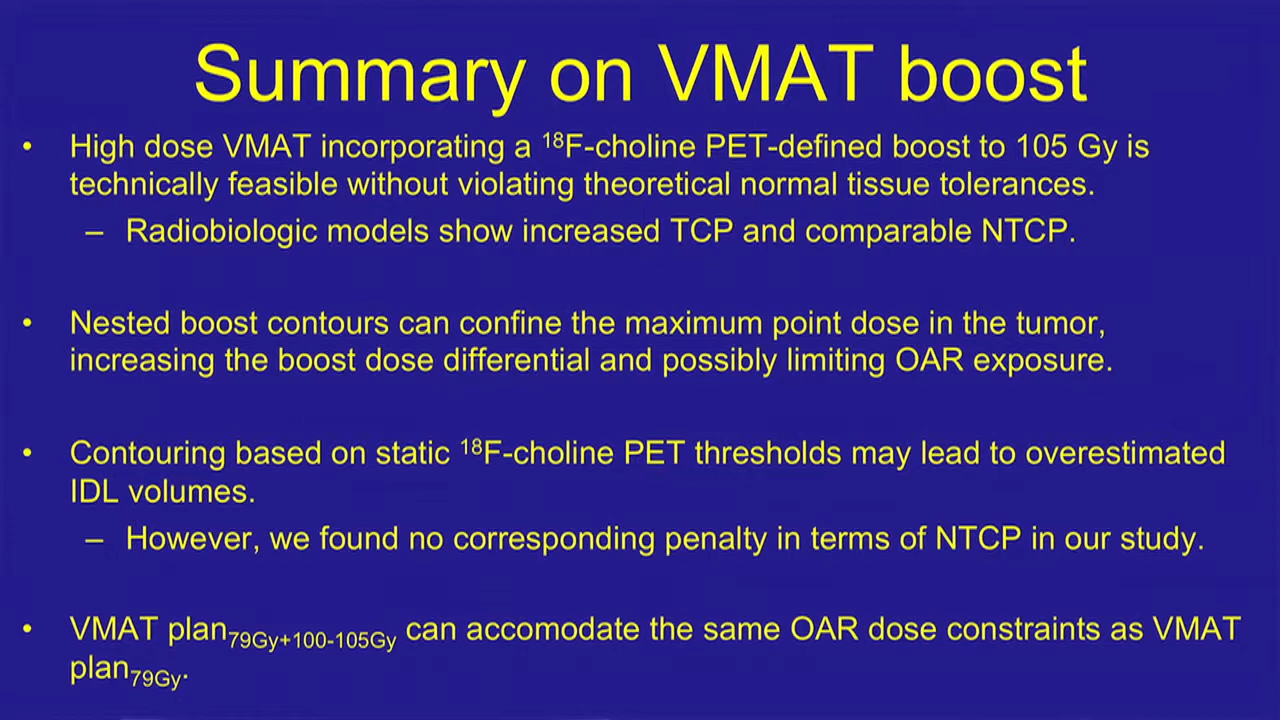 Summary on VMAT boost
• High dose VMAT incorporating a ¹⁸F-choline PET-defined boost to 105 Gy is
technically feasible without violating theoretical normal tissue tolerances.
– Radiobiologic models show increased TCP and comparable NTCP.
• Nested boost contours can confine the maximum point dose in the tumor,
increasing the boost dose differential and possibly limiting OAR exposure.
• Contouring based on static ¹⁸F-choline PET thresholds may lead to overestimated
IDL volumes.
– However, we found no corresponding penalty in terms of NTCP in our study.
• VMAT plan79Gy+100-105Gy can accomodate the same OAR dose constraints as VMAT
plan79Gy.